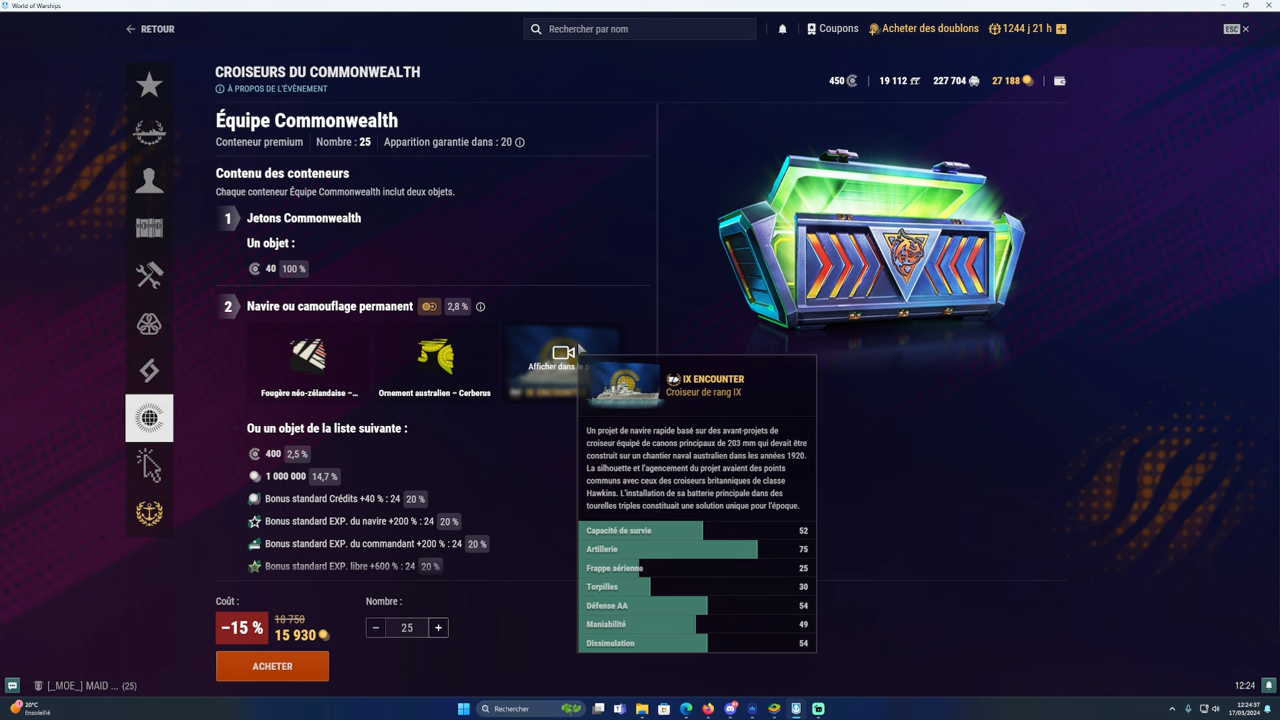 World of Warships
RETOUR
Rechercher par nom
Coupons
Acheter des doublons
1244 j 21 h
ESC
CROISEURS DU COMMONWEALTH
À PROPOS DE L'ÉVÈNEMENT
450
19 112
227 704
27 188
Équipe Commonwealth
Conteneur premium
Nombre : 25
Apparition garantie dans : 20
Contenu des conteneurs
Chaque conteneur Équipe Commonwealth inclut deux objets.
1
Jetons Commonwealth
Un objet :
40
100 %
2
Navire ou camouflage permanent
2,8 %
Afficher dans le p
Fougère néo-zélandaise –...
Ornement australien – Cerberus
IX ENCOUNTER
Croiseur de rang IX
Un projet de navire rapide basé sur des avant-projets de
croiseur équipé de canons principaux de 203 mm qui devait être
construit sur un chantier naval australien dans les années 1920.
La silhouette et l'agencement du projet avaient des points
communs avec ceux des croiseurs britanniques de classe
Hawkins. L'installation de sa batterie principale dans des
tourelles triples constituait une solution unique pour l'époque.
Capacité de survie 52
Artillerie 75
Frappe aérienne 25
Torpilles 30
Défense AA 54
Maniabilité 49
Dissimulation 54
Ou un objet de la liste suivante :
400
2,5 %
1 000 000
14,7 %
Bonus standard Crédits +40 % : 24
20 %
Bonus standard EXP. du navire +200 % : 24
20 %
Bonus standard EXP. du commandant +200 % : 24
20 %
Bonus standard EXP. libre +600 % : 24
20 %
Coût :
−15 %
18 750
15 930
Nombre :
25
ACHETER
[_MOE_] MAID ... (25)
12:24
20°C
Ensoleillé
Rechercher
12:24:37
17/03/2024